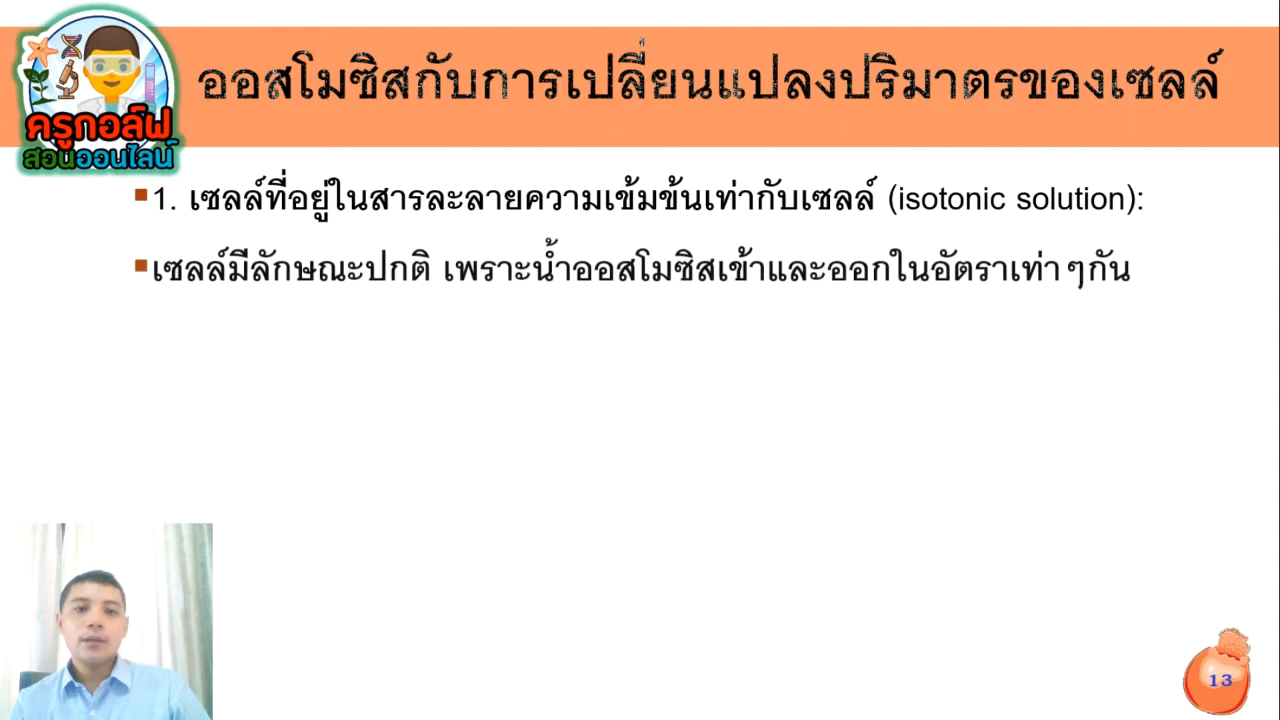 ครูกอล์ฟ
สอนออนไลน์
ออสโมซิสกับการเปลี่ยนแปลงปริมาตรของเซลล์
1. เซลล์ที่อยู่ในสารละลายความเข้มข้นเท่ากับเซลล์ (isotonic solution):
เซลล์มีลักษณะปกติ เพราะน้ำออสโมซิสเข้าและออกในอัตราเท่าๆกัน
13